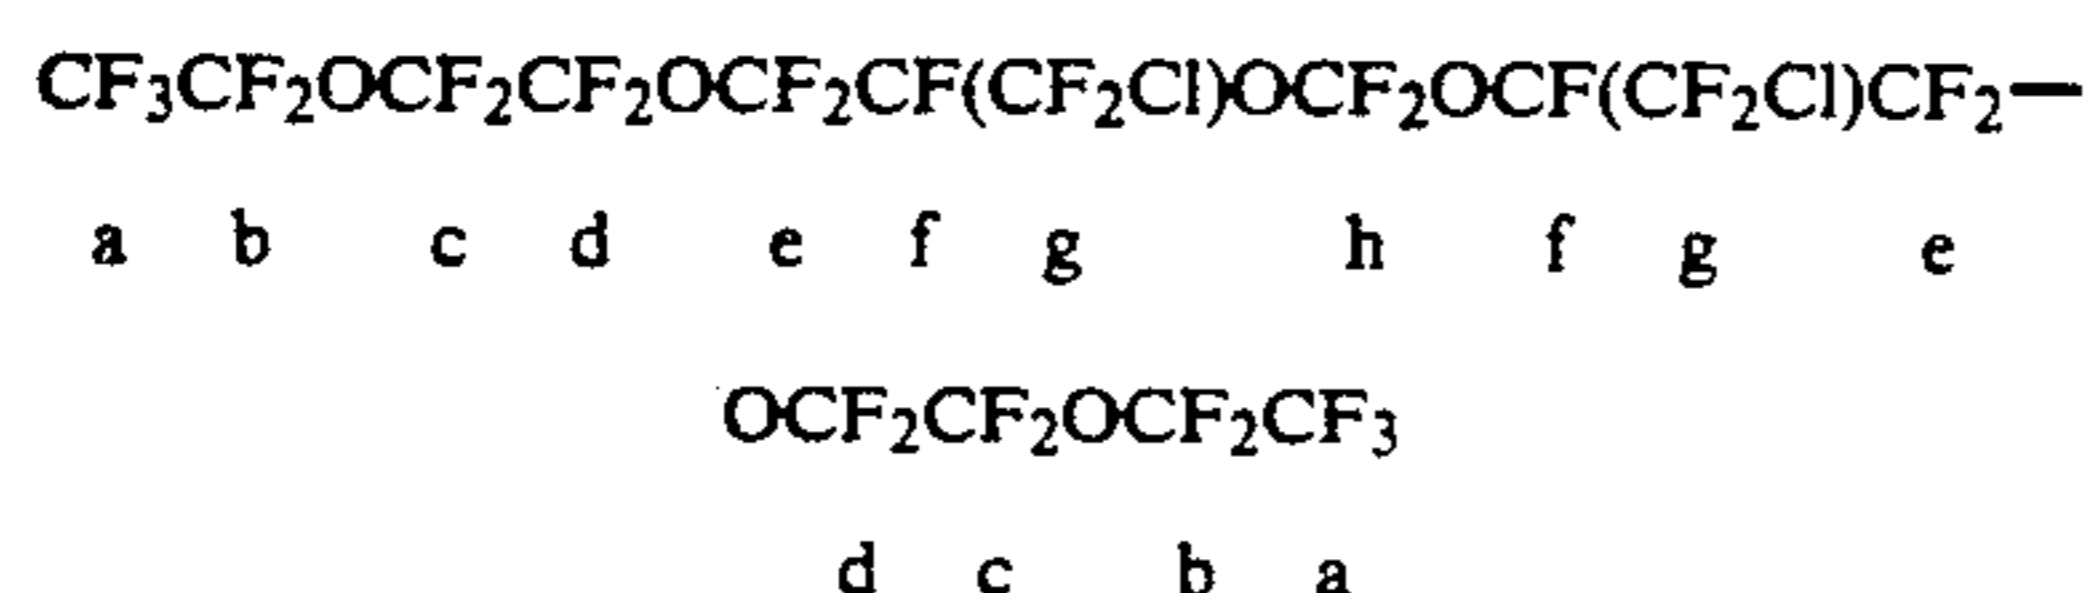 CF₃CF₂OCF₂CF₂OCF₂CF(CF₂Cl)OCF₂OCF(CF₂Cl)CF₂—
a b c d e f g h f g e
OCF₂CF₂OCF₂CF₃
d c b a